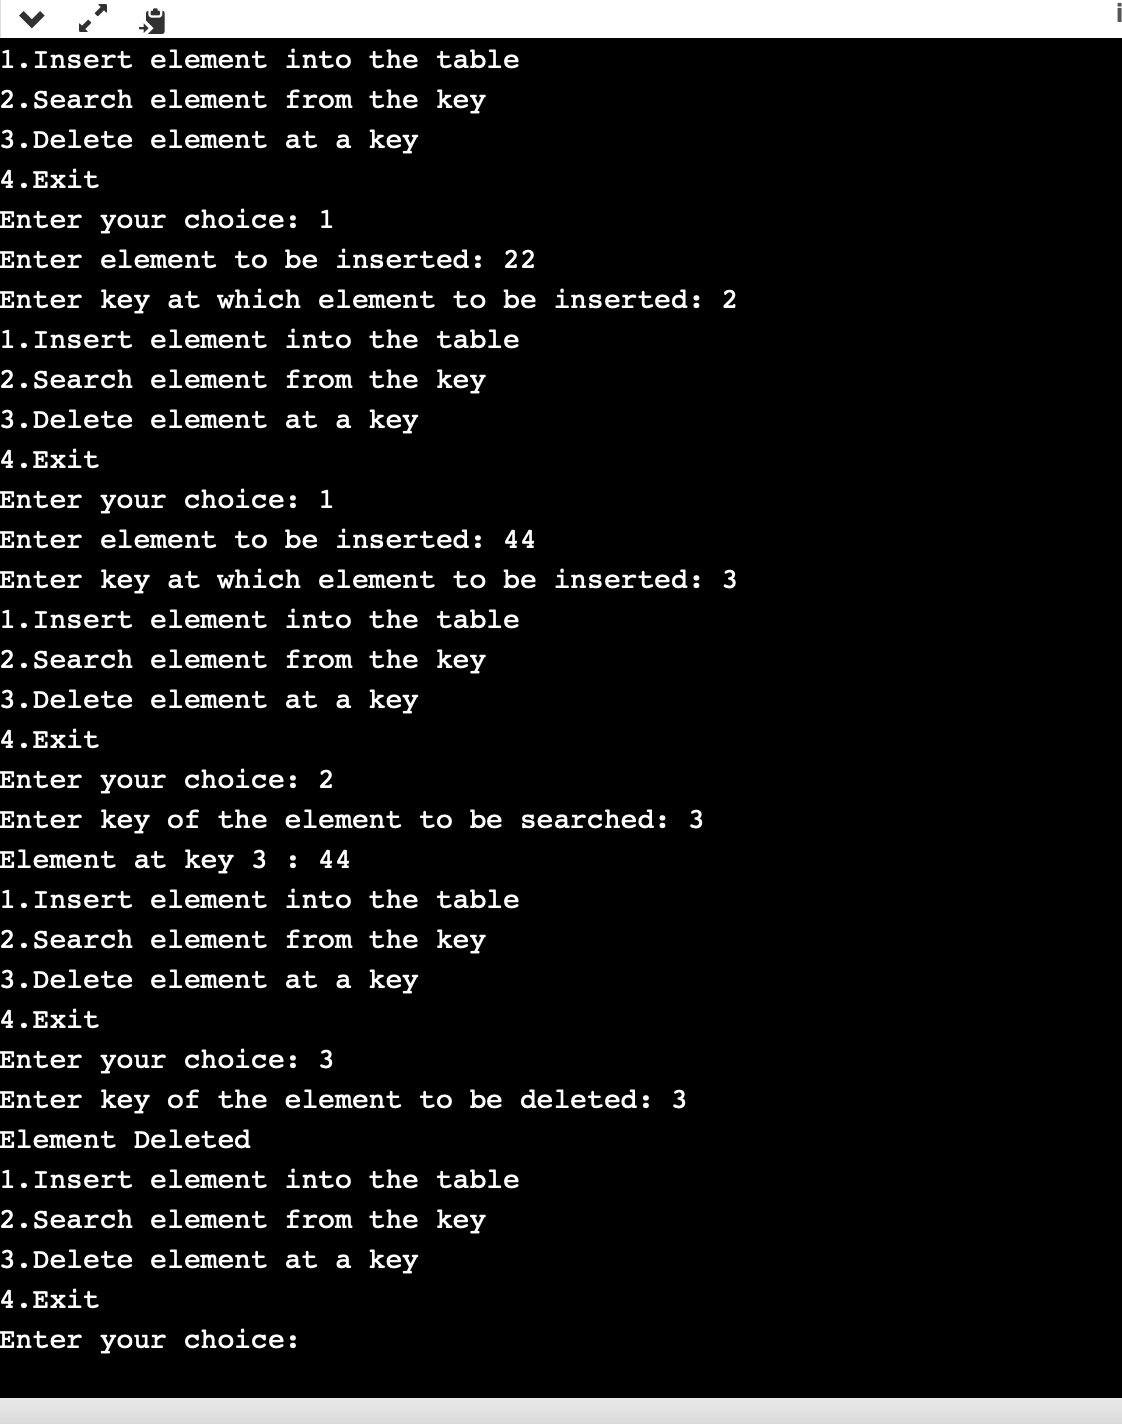 1.Insert element into the table
2.Search element from the key
3.Delete element at a key
4.Exit
Enter your choice: 1
Enter element to be inserted: 22
Enter key at which element to be inserted: 2
1.Insert element into the table
2.Search element from the key
3.Delete element at a key
4.Exit
Enter your choice: 1
Enter element to be inserted: 44
Enter key at which element to be inserted: 3
1.Insert element into the table
2.Search element from the key
3.Delete element at a key
4.Exit
Enter your choice: 2
Enter key of the element to be searched: 3
Element at key 3 : 44
1.Insert element into the table
2.Search element from the key
3.Delete element at a key
4.Exit
Enter your choice: 3
Enter key of the element to be deleted: 3
Element Deleted
1.Insert element into the table
2.Search element from the key
3.Delete element at a key
4.Exit
Enter your choice: